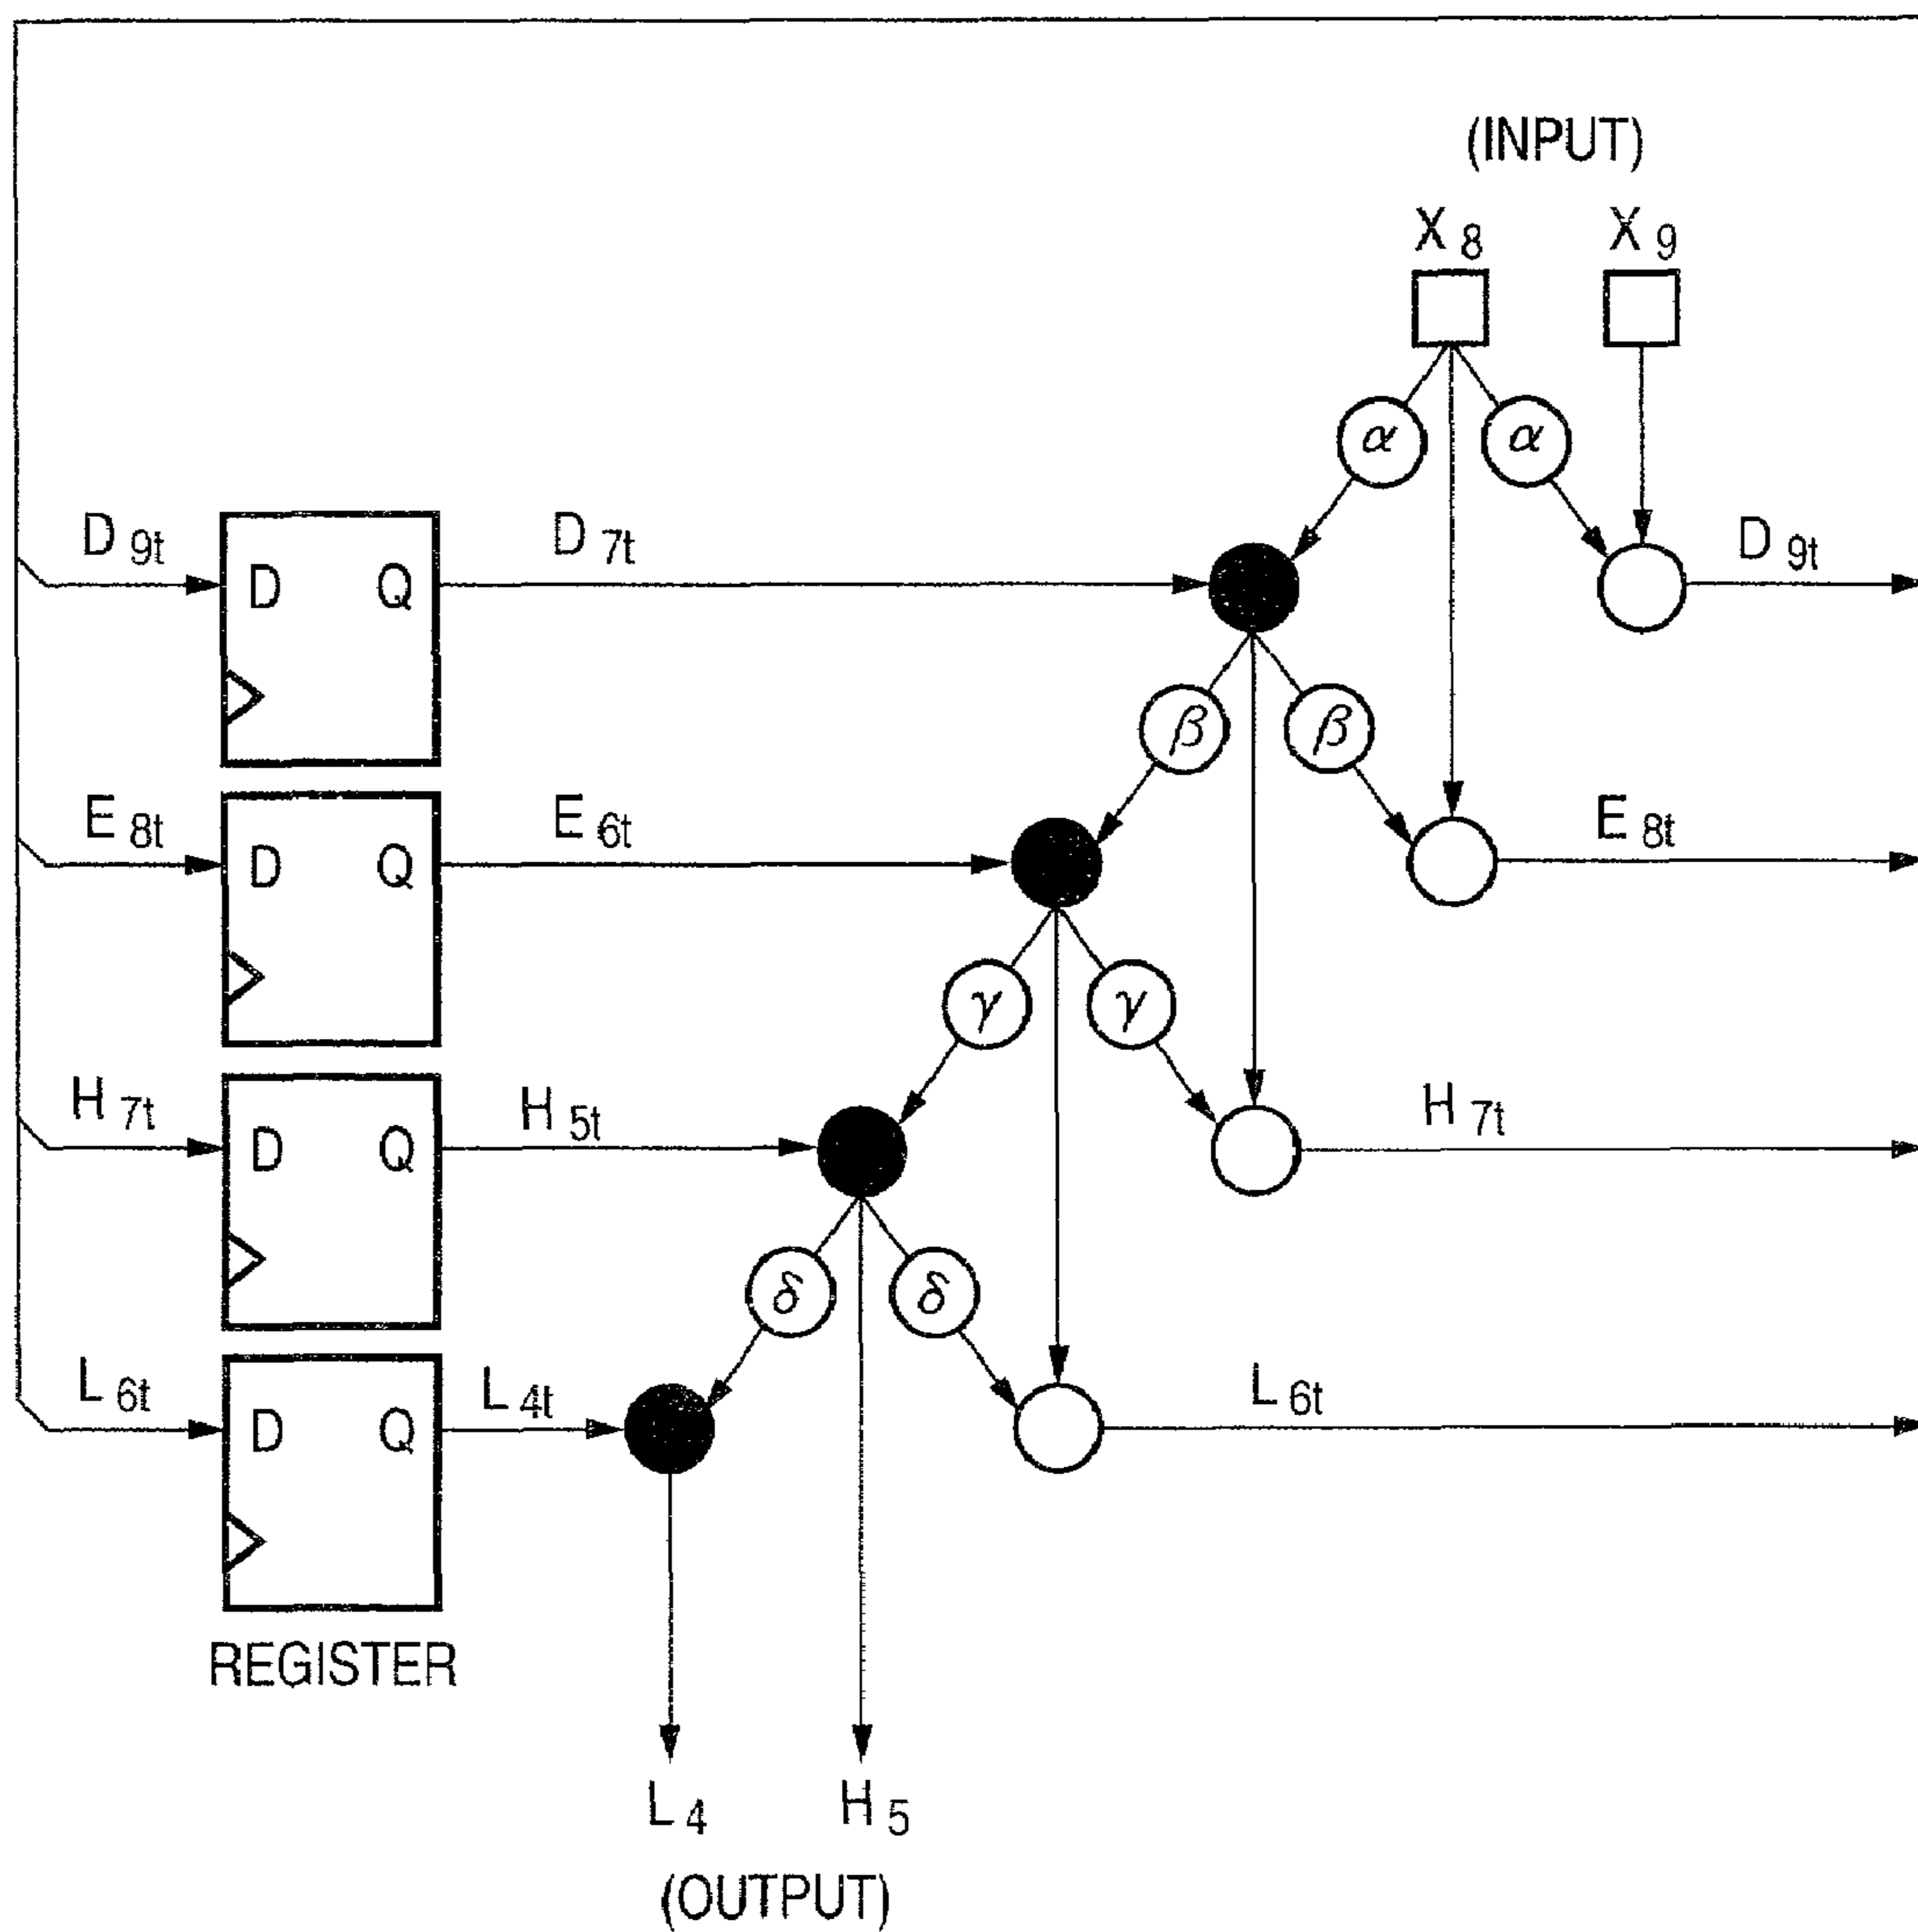 (INPUT)
X 8 X 9
α α
D 9t D 7t D 9t
D Q
β β
E 8t E 6t E 8t
D Q
γ γ
H 7t H 5t H 7t
D Q
δ δ
L 6t L 4t L 6t
D Q
REGISTER
L 4 H 5
(OUTPUT)